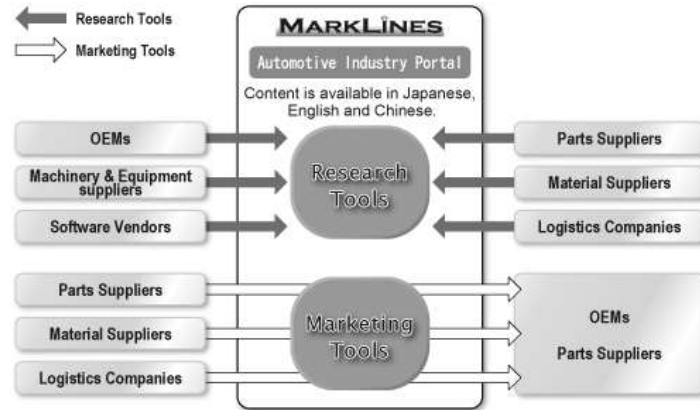 Research Tools
Marketing Tools
MARKLINES
Automotive Industry Portal
Content is available in Japanese,
English and Chinese.
OEMs
Machinery & Equipment
suppliers
Software Vendors
Research
Tools
Parts Suppliers
Material Suppliers
Logistics Companies
Parts Suppliers
Material Suppliers
Logistics Companies
Marketing
Tools
OEMs
Parts Suppliers